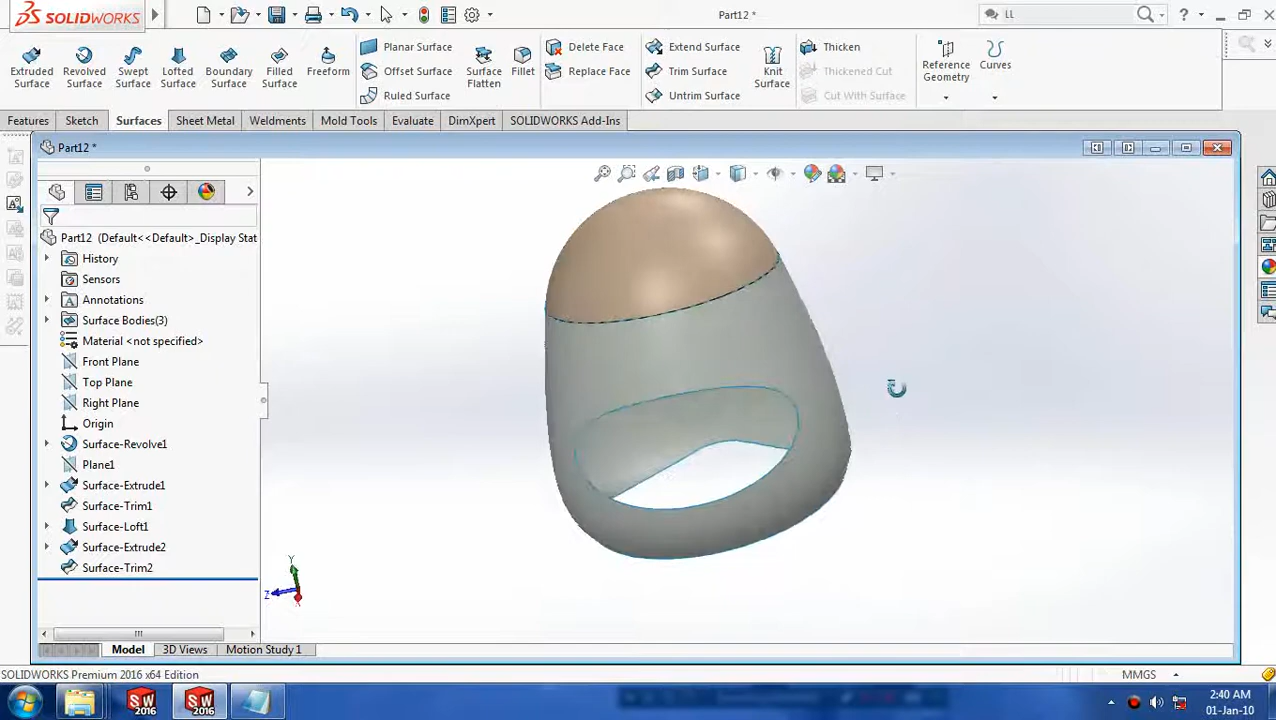 SOLIDWORKS
Part12 *
LL
Extruded Surface
Revolved Surface
Swept Surface
Lofted Surface
Boundary Surface
Filled Surface
Freeform
Planar Surface
Offset Surface
Ruled Surface
Surface Flatten
Fillet
Delete Face
Replace Face
Extend Surface
Trim Surface
Untrim Surface
Knit Surface
Thicken
Thickened Cut
Cut With Surface
Reference Geometry
Curves
Features
Sketch
Surfaces
Sheet Metal
Weldments
Mold Tools
Evaluate
DimXpert
SOLIDWORKS Add-Ins
Part12 *
Part12 (Default<<Default>_Display Stat
History
Sensors
Annotations
Surface Bodies(3)
Material <not specified>
Front Plane
Top Plane
Right Plane
Origin
Surface-Revolve1
Plane1
Surface-Extrude1
Surface-Trim1
Surface-Loft1
Surface-Extrude2
Surface-Trim2
Y
Z
X
Model
3D Views
Motion Study 1
SOLIDWORKS Premium 2016 x64 Edition
MMGS
SW 2016
SW 2016
2:40 AM
01-Jan-10